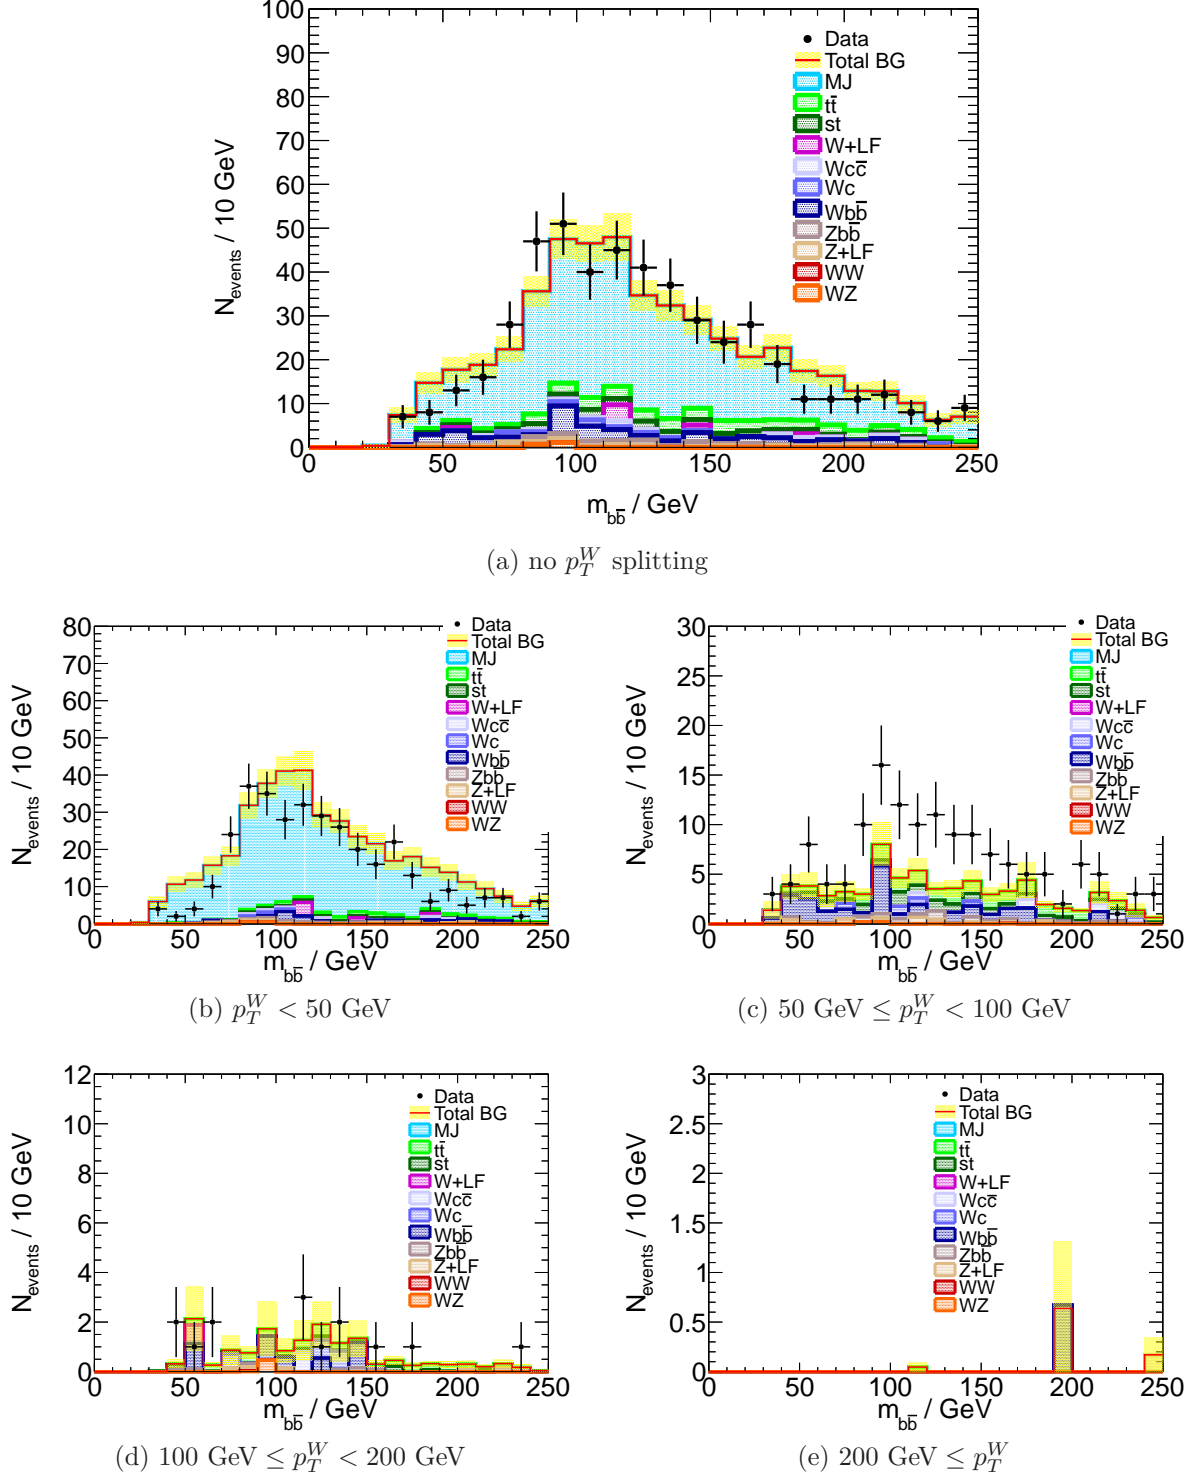 100
90
80
70
60
50
40
30
20
10
0
N_events / 10 GeV
Data
Total BG
MJ
tt̄
st
W+LF
Wcc̄
Wc
Wbb̄
Zbb̄
Z+LF
WW
WZ
0 50 100 150 200 250
m_bb̄ / GeV
(a) no p_T^W splitting
80
70
60
50
40
30
20
10
0
N_events / 10 GeV
Data
Total BG
MJ
tt̄
st
W+LF
Wcc̄
Wc
Wbb̄
Zbb̄
Z+LF
WW
WZ
0 50 100 150 200 250
m_bb̄ / GeV
(b) p_T^W < 50 GeV
30
25
20
15
10
5
0
N_events / 10 GeV
Data
Total BG
MJ
tt̄
st
W+LF
Wcc̄
Wc
Wbb̄
Zbb̄
Z+LF
WW
WZ
0 50 100 150 200 250
m_bb̄ / GeV
(c) 50 GeV ≤ p_T^W < 100 GeV
12
10
8
6
4
2
0
N_events / 10 GeV
Data
Total BG
MJ
tt̄
st
W+LF
Wcc̄
Wc
Wbb̄
Zbb̄
Z+LF
WW
WZ
0 50 100 150 200 250
m_bb̄ / GeV
(d) 100 GeV ≤ p_T^W < 200 GeV
3
2.5
2
1.5
1
0.5
0
N_events / 10 GeV
Data
Total BG
MJ
tt̄
st
W+LF
Wcc̄
Wc
Wbb̄
Zbb̄
Z+LF
WW
WZ
0 50 100 150 200 250
m_bb̄ / GeV
(e) 200 GeV ≤ p_T^W